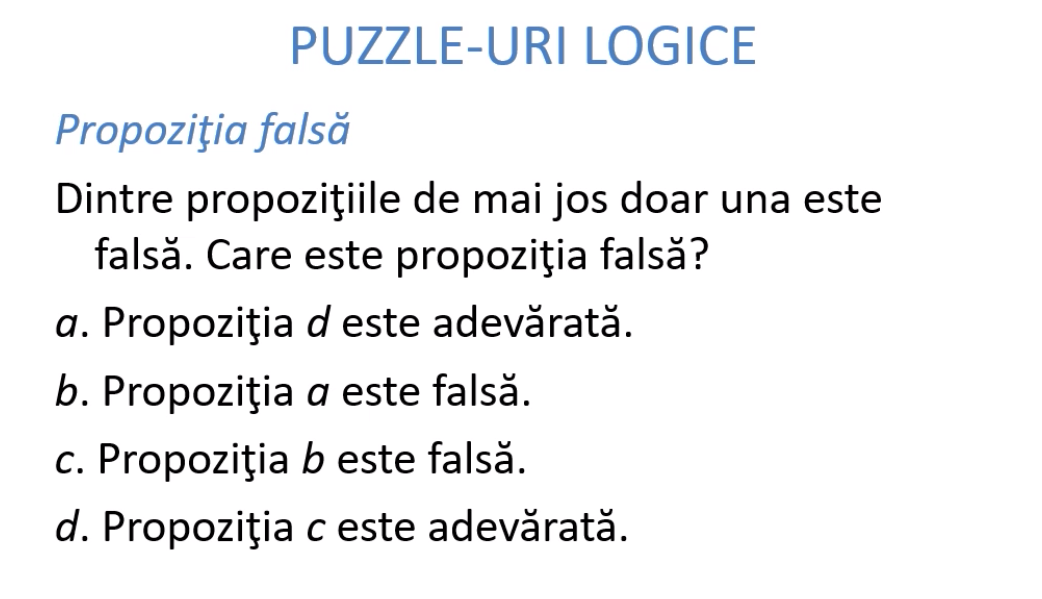 PUZZLE-URI LOGICE
Propoziţia falsă
Dintre propoziţiile de mai jos doar una este
falsă. Care este propoziţia falsă?
a. Propoziţia d este adevărată.
b. Propoziţia a este falsă.
c. Propoziţia b este falsă.
d. Propoziţia c este adevărată.